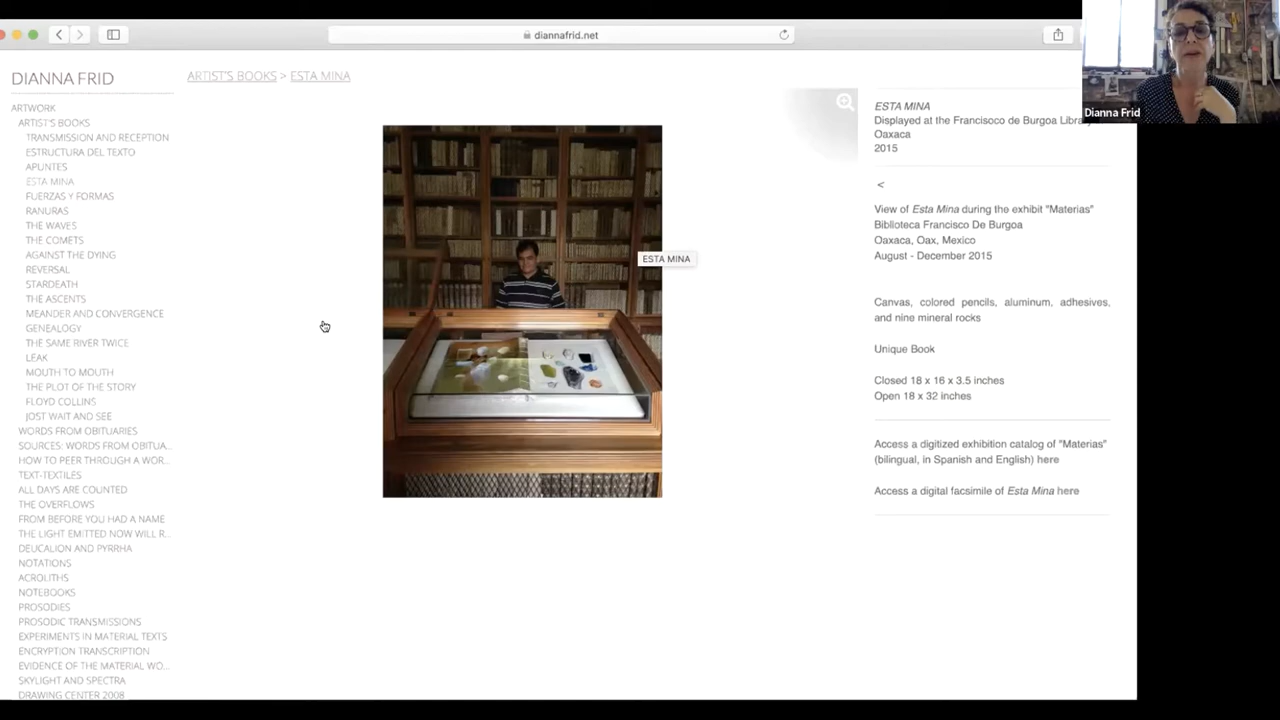 diannafrid.net
Dianna Frid
DIANNA FRID
ARTWORK
ARTIST'S BOOKS
TRANSMISSION AND RECEPTION
ESTRUCTURA DEL TEXTO
APUNTES
ESTA MINA
FUERZAS Y FORMAS
RANURAS
THE WAVES
THE COMETS
AGAINST THE DYING
REVERSAL
STARDEATH
THE ASCENTS
MEANDER AND CONVERGENCE
GENEALOGY
THE SAME RIVER TWICE
LEAK
MOUTH TO MOUTH
THE PLOT OF THE STORY
FLOYD COLLINS
JOST WAIT AND SEE
WORDS FROM OBITUARIES
SOURCES: WORDS FROM OBITUA...
HOW TO PEER THROUGH A WOR...
TEXT-TEXTILES
ALL DAYS ARE COUNTED
THE OVERFLOWS
FROM BEFORE YOU HAD A NAME
THE LIGHT EMITTED NOW WILL R...
DEUCALION AND PYRRHA
NOTATIONS
ACROLITHS
NOTEBOOKS
PROSODIES
PROSODIC TRANSMISSIONS
EXPERIMENTS IN MATERIAL TEXTS
ENCRYPTION TRANSCRIPTION
EVIDENCE OF THE MATERIAL WO...
SKYLIGHT AND SPECTRA
DRAWING CENTER 2008
ARTIST'S BOOKS > ESTA MINA
ESTA MINA
ESTA MINA
Displayed at the Francisoco de Burgoa
Oaxaca
2015
<
View of Esta Mina during the exhibit "Materias"
Biblioteca Francisco De Burgoa
Oaxaca, Oax, Mexico
August - December 2015
Canvas, colored pencils, aluminum, adhesives,
and nine mineral rocks
Unique Book
Closed 18 x 16 x 3.5 inches
Open 18 x 32 inches
Access a digitized exhibition catalog of "Materias"
(bilingual, in Spanish and English) here
Access a digital facsimile of Esta Mina here